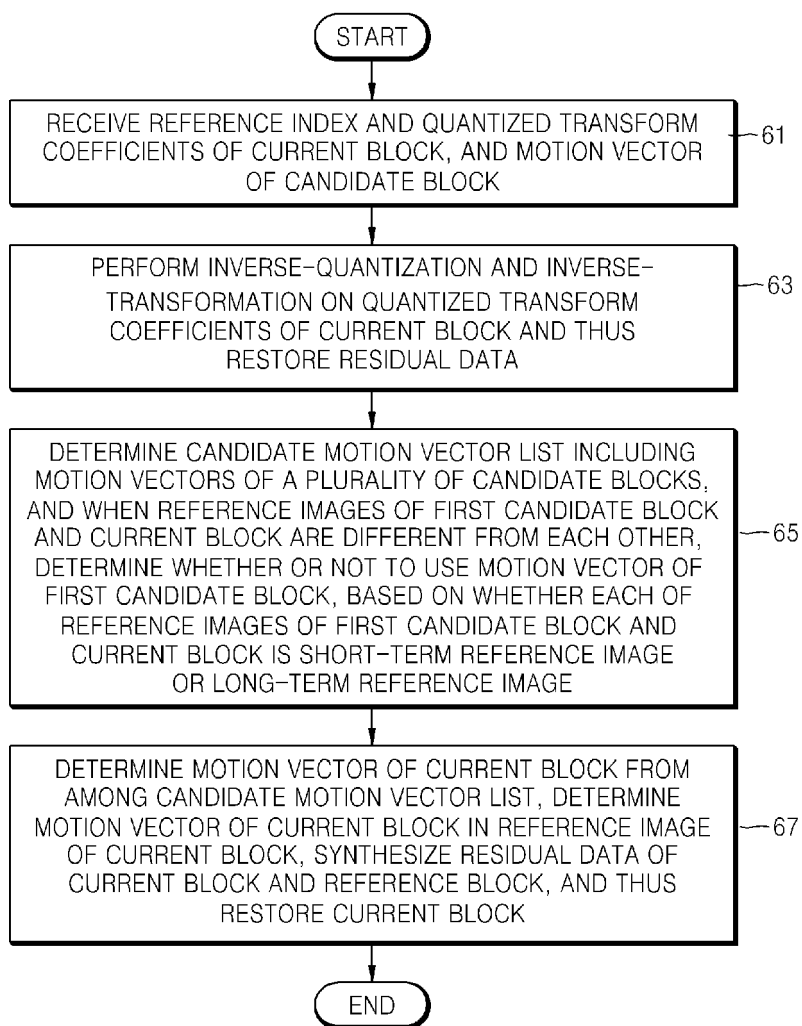 START
RECEIVE REFERENCE INDEX AND QUANTIZED TRANSFORM
COEFFICIENTS OF CURRENT BLOCK, AND MOTION VECTOR
OF CANDIDATE BLOCK
61
PERFORM INVERSE-QUANTIZATION AND INVERSE-
TRANSFORMATION ON QUANTIZED TRANSFORM
COEFFICIENTS OF CURRENT BLOCK AND THUS
RESTORE RESIDUAL DATA
63
DETERMINE CANDIDATE MOTION VECTOR LIST INCLUDING
MOTION VECTORS OF A PLURALITY OF CANDIDATE BLOCKS,
AND WHEN REFERENCE IMAGES OF FIRST CANDIDATE BLOCK
AND CURRENT BLOCK ARE DIFFERENT FROM EACH OTHER,
DETERMINE WHETHER OR NOT TO USE MOTION VECTOR OF
FIRST CANDIDATE BLOCK, BASED ON WHETHER EACH OF
REFERENCE IMAGES OF FIRST CANDIDATE BLOCK AND
CURRENT BLOCK IS SHORT-TERM REFERENCE IMAGE
OR LONG-TERM REFERENCE IMAGE
65
DETERMINE MOTION VECTOR OF CURRENT BLOCK FROM
AMONG CANDIDATE MOTION VECTOR LIST, DETERMINE
MOTION VECTOR OF CURRENT BLOCK IN REFERENCE IMAGE
OF CURRENT BLOCK, SYNTHESIZE RESIDUAL DATA OF
CURRENT BLOCK AND REFERENCE BLOCK, AND THUS
RESTORE CURRENT BLOCK
67
END